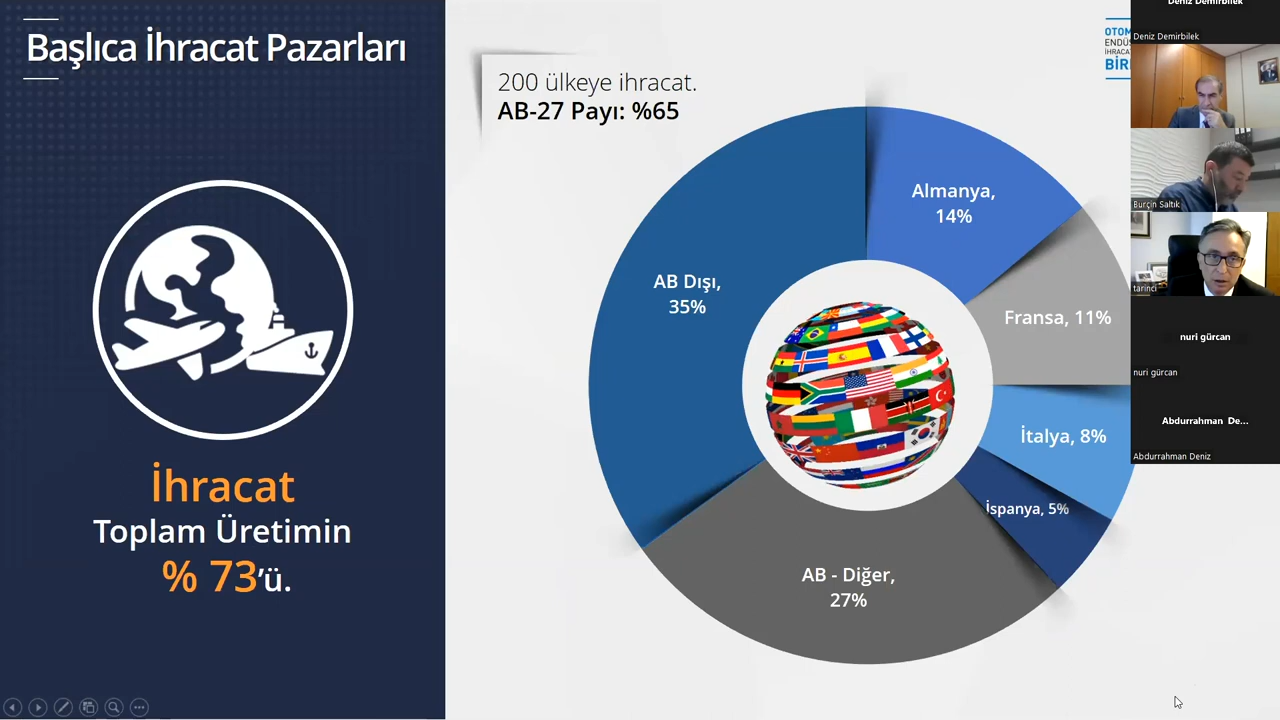 Başlıca İhracat Pazarları
İhracat
Toplam Üretimin
% 73’ü.
200 ülkeye ihracat.
AB-27 Payı: %65
Almanya,
14%
Fransa, 11%
İtalya, 8%
İspanya, 5%
AB - Diğer,
27%
AB Dışı,
35%
BİR
Deniz Demirbilek
Deniz Demirbilek
Burçin Saltık
tarinci
nuri gürcan
nuri gürcan
Abdurrahman De...
Abdurrahman Deniz